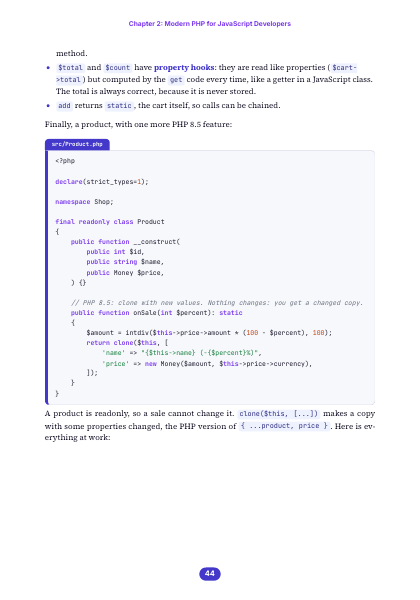 Chapter 2: Modern PHP for JavaScript Developers
method.
• $total and $count have property hooks: they are read like properties ( $cart-
>total ) but computed by the get code every time, like a getter in a JavaScript class.
The total is always correct, because it is never stored.
• add returns static , the cart itself, so calls can be chained.
Finally, a product, with one more PHP 8.5 feature:
src/Product.php
<?php
declare(strict_types=1);
namespace Shop;
final readonly class Product
{
    public function __construct(
        public int $id,
        public string $name,
        public Money $price,
    ) {}
    // PHP 8.5: clone with new values. Nothing changes: you get a changed copy.
    public function onSale(int $percent): static
    {
        $amount = intdiv($this->price->amount * (100 - $percent), 100);
        return clone($this, [
            'name' => "{$this->name} (-{$percent}%)",
            'price' => new Money($amount, $this->price->currency),
        ]);
    }
}
A product is readonly, so a sale cannot change it. clone($this, [...]) makes a copy
with some properties changed, the PHP version of { ...product, price } . Here is ev-
erything at work:
44